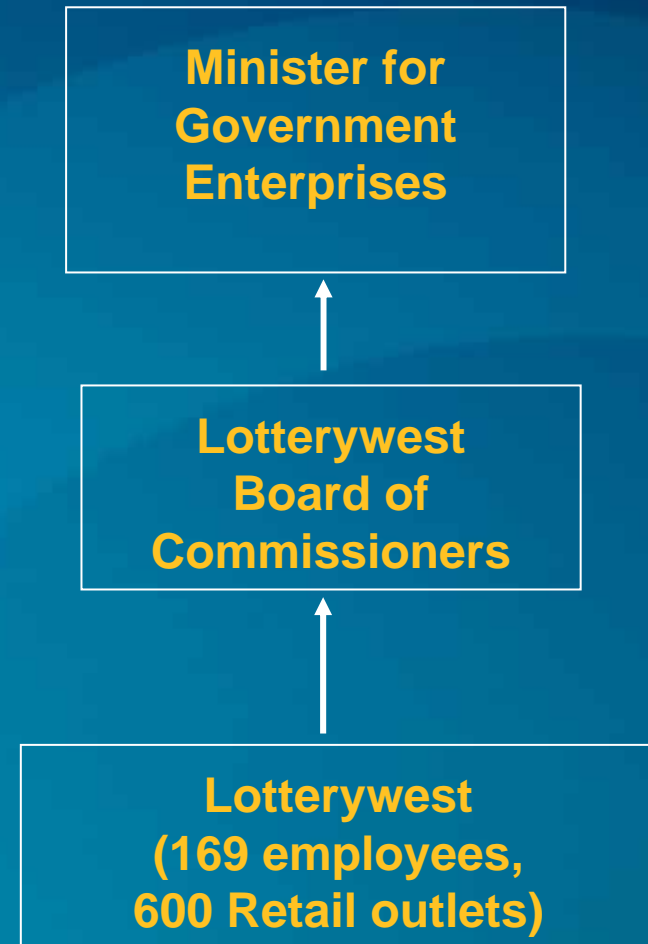 Minister for
Government
Enterprises
Lotterywest
Board of
Commissioners
Lotterywest
(169 employees,
600 Retail outlets)